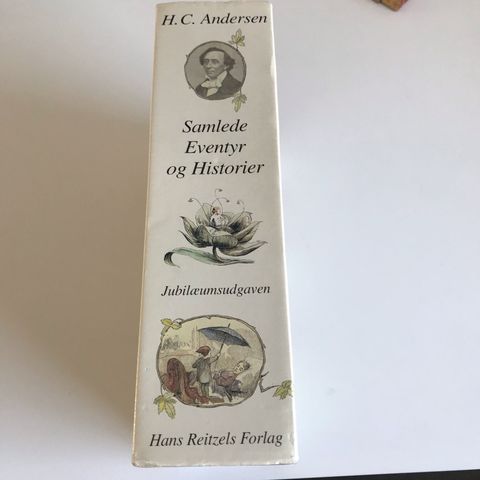 H. C. Andersen
Samlede
Eventyr
og Historier
Jubilæumsudgaven
Hans Reitzels Forlag